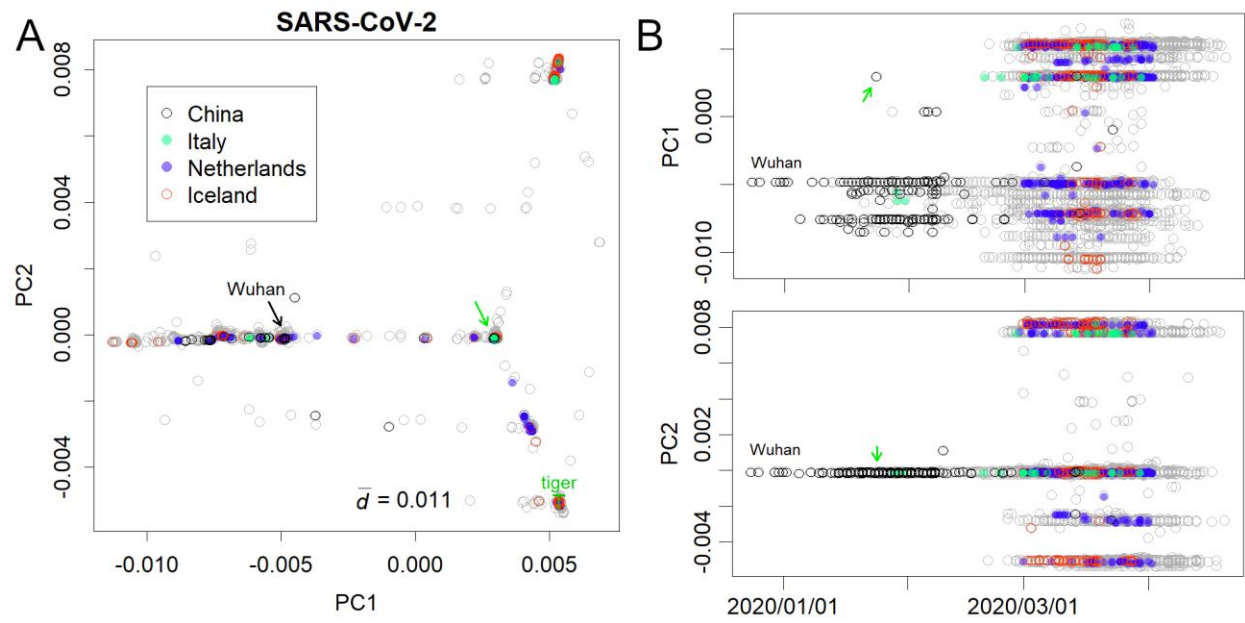 A
SARS-CoV-2
China
Italy
Netherlands
Iceland
Wuhan
tiger
d̅ = 0.011
PC2
0.008
0.004
0.000
-0.004
-0.010
-0.005
0.000
0.005
PC1
B
PC1
0.000
-0.010
Wuhan
PC2
0.008
0.002
-0.004
Wuhan
2020/01/01
2020/03/01